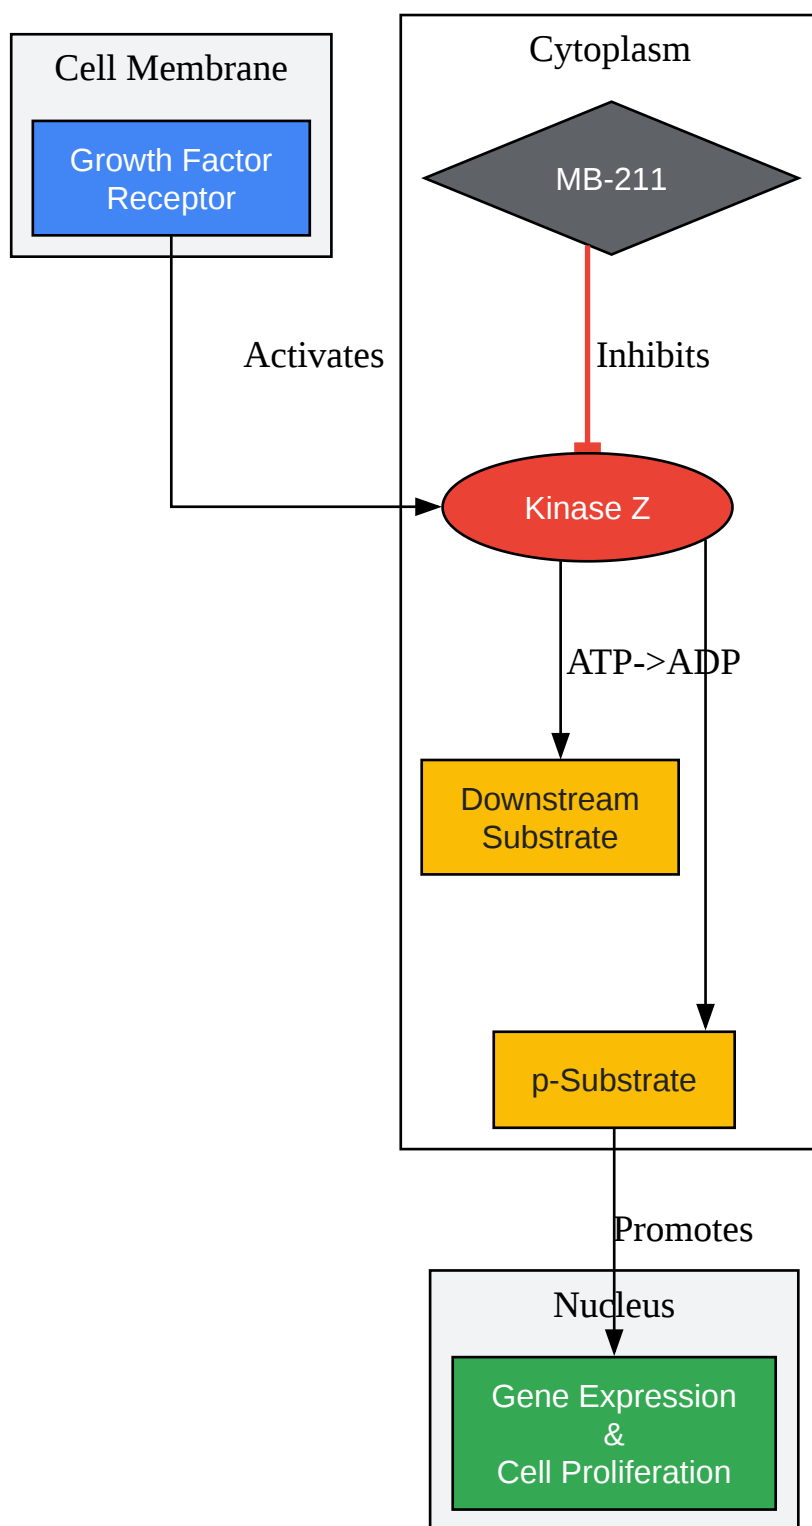 Cell Membrane
Growth Factor
Receptor
Cytoplasm
MB-211
Activates
Inhibits
Kinase Z
ATP->ADP
Downstream
Substrate
p-Substrate
Promotes
Nucleus
Gene Expression
&
Cell Proliferation